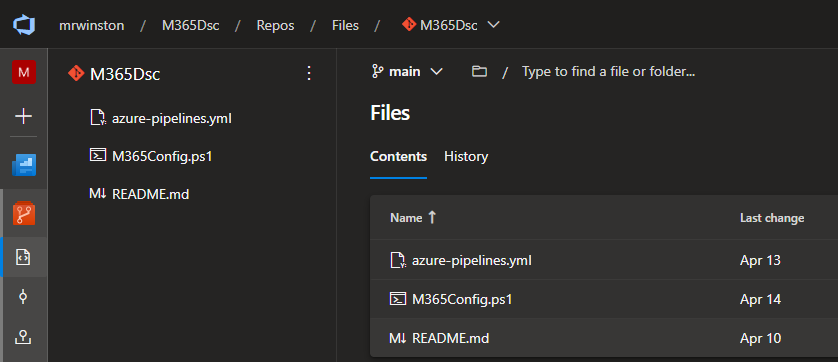 mrwinston / M365Dsc / Repos / Files / M365Dsc
M
M365Dsc
azure-pipelines.yml
M365Config.ps1
README.md
main / Type to find a file or folder...
Files
Contents History
Name ↑ Last change
azure-pipelines.yml Apr 13
M365Config.ps1 Apr 14
README.md Apr 10